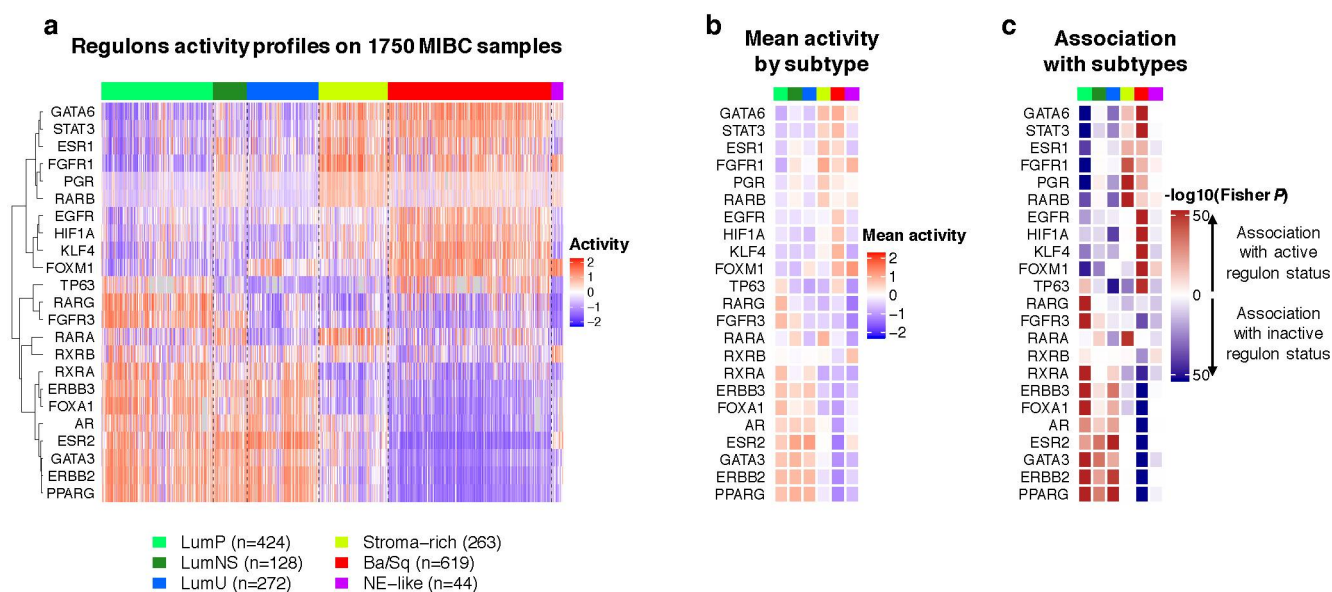 a
Regulons activity profiles on 1750 MIBC samples
GATA6
STAT3
ESR1
FGFR1
PGR
RARB
EGFR
HIF1A
KLF4
FOXM1
TP63
RARG
FGFR3
RARA
RXRB
RXRA
ERBB3
FOXA1
AR
ESR2
GATA3
ERBB2
PPARG
Activity
2
1
0
−1
−2
LumP (n=424)
LumNS (n=128)
LumU (n=272)
Stroma−rich (263)
Ba/Sq (n=619)
NE−like (n=44)
b
Mean activity
by subtype
GATA6
STAT3
ESR1
FGFR1
PGR
RARB
EGFR
HIF1A
KLF4
FOXM1
TP63
RARG
FGFR3
RARA
RXRB
RXRA
ERBB3
FOXA1
AR
ESR2
GATA3
ERBB2
PPARG
Mean activity
2
1
0
−1
−2
c
Association
with subtypes
GATA6
STAT3
ESR1
FGFR1
PGR
RARB
EGFR
HIF1A
KLF4
FOXM1
TP63
RARG
FGFR3
RARA
RXRB
RXRA
ERBB3
FOXA1
AR
ESR2
GATA3
ERBB2
PPARG
-log10(Fisher P)
50
Association
with active
regulon status
0
Association
with inactive
regulon status
50